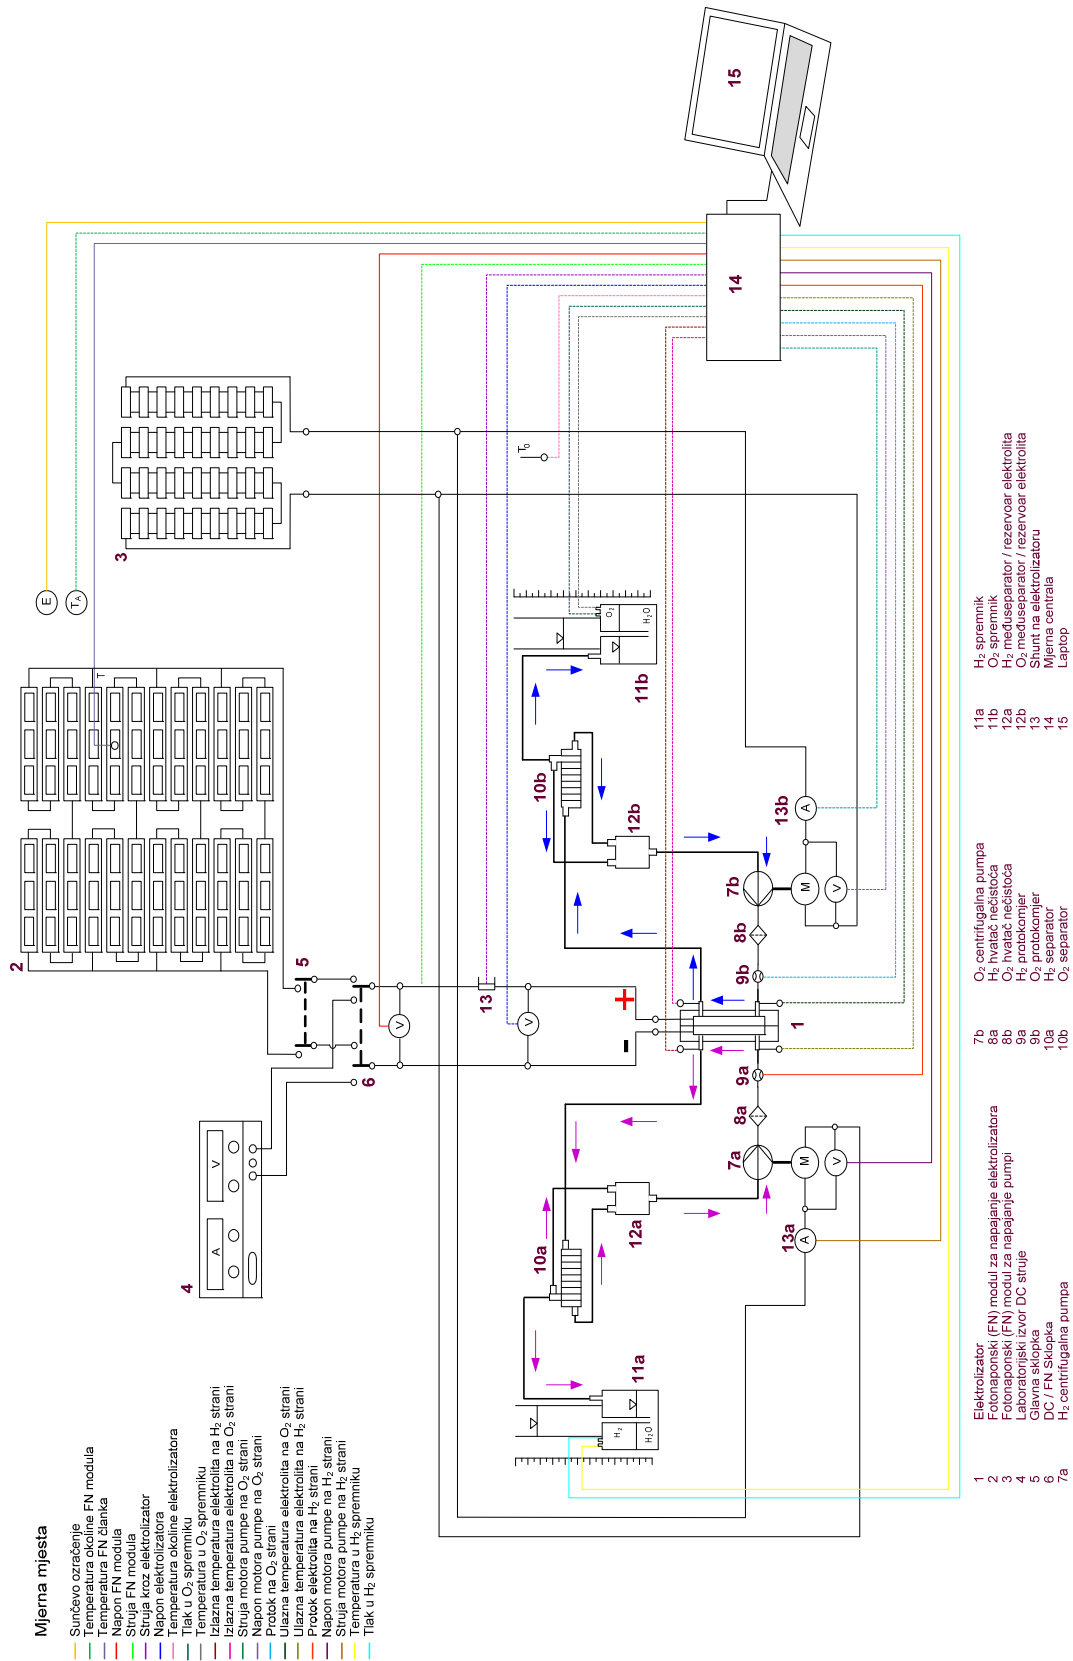 Mjerna mjesta
Sunčevo ozračenje
Temperatura okoline FN modula
Temperatura FN članka
Napon FN modula
Struja FN modula
Struja kroz elektrolizator
Napon elektrolizatora
Temperatura okoline elektrolizatora
Tlak u O₂ spremniku
Temperatura u O₂ spremniku
Izlazna temperatura elektrolita na H₂ strani
Izlazna temperatura elektrolita na O₂ strani
Struja motora pumpe na O₂ strani
Napon motora pumpe na O₂ strani
Protok na O₂ strani
Ulazna temperatura elektrolita na O₂ strani
Ulazna temperatura elektrolita na H₂ strani
Protok elektrolita na H₂ strani
Napon motora pumpe na H₂ strani
Struja motora pumpe na H₂ strani
Temperatura u H₂ spremniku
Tlak u H₂ spremniku
4
A
V
2
T
E
T_A
3
5
6
V
13
V
T₀
14
15
11a
H₂
H₂O
10a
12a
10b
12b
11b
O₂
H₂O
7a
8a
9a
1
-
+
9b
8b
7b
13a
A
M
V
M
V
13b
A
1 Elektrolizator
2 Fotonaponski (FN) modul za napajanje elektrolizatora
3 Fotonaponski (FN) modul za napajanje pumpi
4 Laboratorijski izvor DC struje
5 Glavna sklopka
6 DC / FN Sklopka
7a H₂ centrifugalna pumpa
7b O₂ centrifugalna pumpa
8a H₂ hvatač nečistoća
8b O₂ hvatač nečistoća
9a H₂ protokomjer
9b O₂ protokomjer
10a H₂ separator
10b O₂ separator
11a H₂ spremnik
11b O₂ spremnik
12a H₂ međuseparator / rezervoar elektrolita
12b O₂ međuseparator / rezervoar elektrolita
13 Shunt na elektrolizatoru
14 Mjerna centrala
15 Laptop